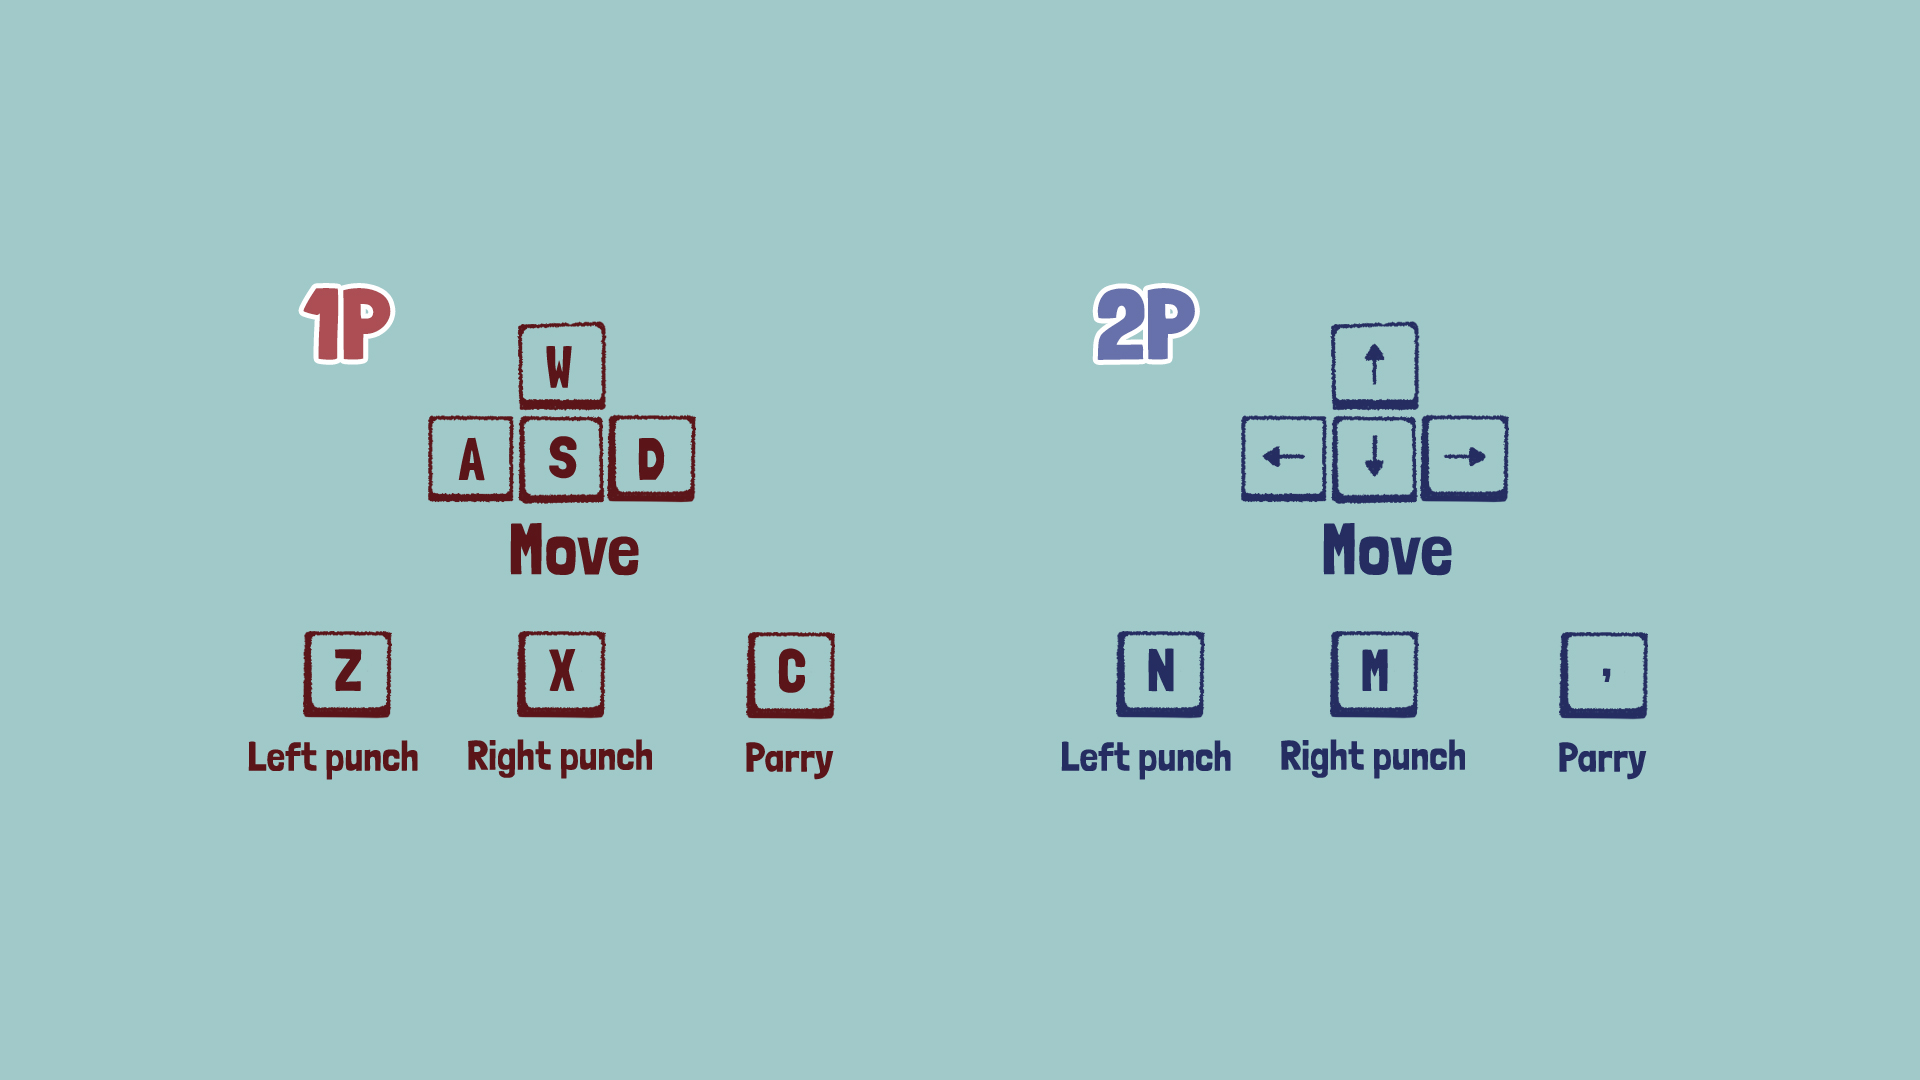 1P
W
A S D
Move
Z X C
Left punch Right punch Parry
2P
↑
← ↓ →
Move
N M ,
Left punch Right punch Parry